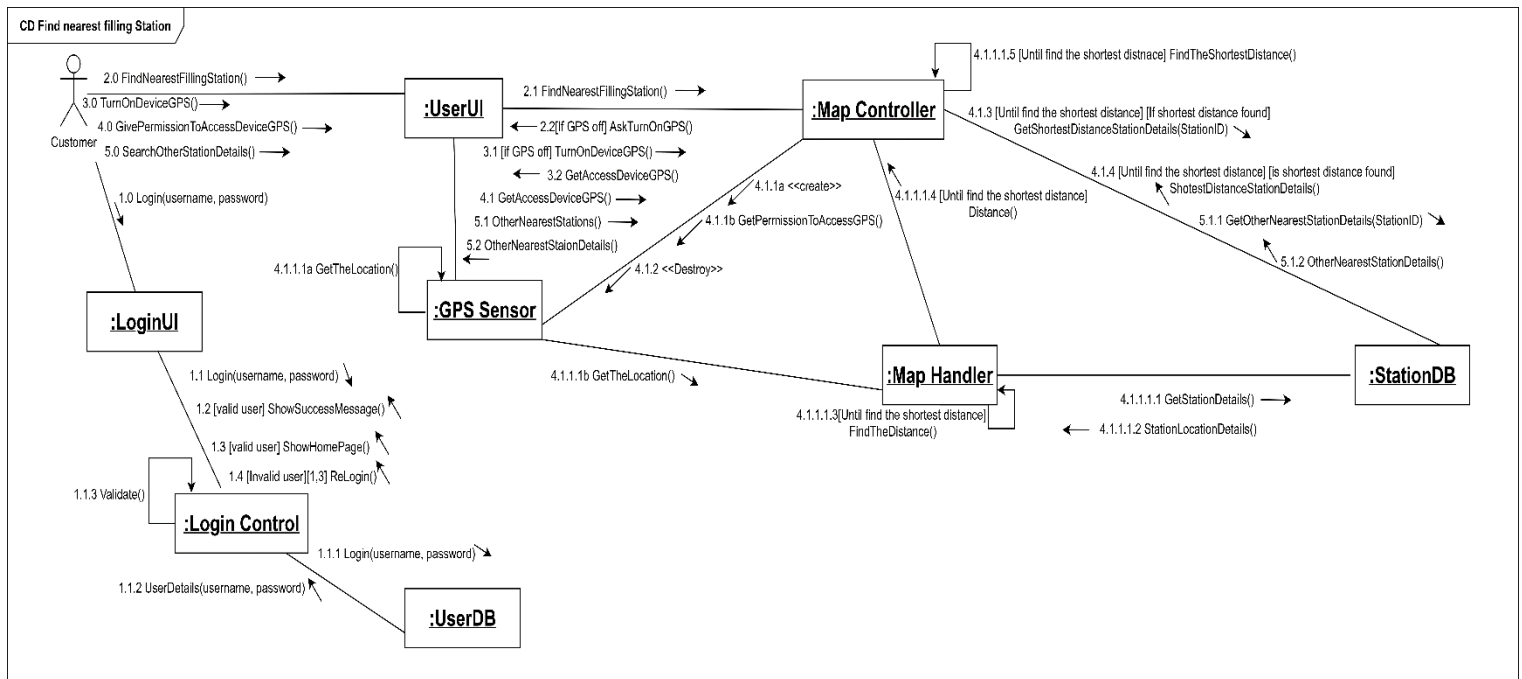 CD Find nearest filling Station
2.0 FindNearestFillingStation()
3.0 TurnOnDeviceGPS()
4.0 GivePermissionToAccessDeviceGPS()
Customer
5.0 SearchOtherStationDetails()
1.0 Login(username, password)
:UserUI
2.1 FindNearestFillingStation()
2.2[If GPS off] AskTurnOnGPS()
3.1 [if GPS off] TurnOnDeviceGPS()
3.2 GetAccessDeviceGPS()
4.1 GetAccessDeviceGPS()
5.1 OtherNearestStations()
5.2 OtherNearestStaionDetails()
:Map Controller
4.1.1.1.5 [Until find the shortest distnace] FindTheShortestDistance()
4.1.3 [Until find the shortest distance] [If shortest distance found]
GetShortestDistanceStationDetails(StationID)
4.1.4 [Until find the shortest distance] [is shortest distance found]
ShotestDistanceStationDetails()
5.1.1 GetOtherNearestStationDetails(StationID)
5.1.2 OtherNearestStationDetails()
4.1.1a <<create>>
4.1.1b GetPermissionToAccessGPS()
4.1.2 <<Destroy>>
4.1.1.1.4 [Until find the shortest distance]
Distance()
4.1.1.1a GetTheLocation()
:GPS Sensor
:LoginUI
4.1.1.1b GetTheLocation()
:Map Handler
:StationDB
4.1.1.1.1 GetStationDetails()
4.1.1.1.2 StationLocationDetails()
4.1.1.1.3[Until find the shortest distance]
FindTheDistance()
1.1 Login(username, password)
1.2 [valid user] ShowSuccessMessage()
1.3 [valid user] ShowHomePage()
1.4 [Invalid user][1,3] ReLogin()
1.1.3 Validate()
:Login Control
1.1.1 Login(username, password)
1.1.2 UserDetails(username, password)
:UserDB